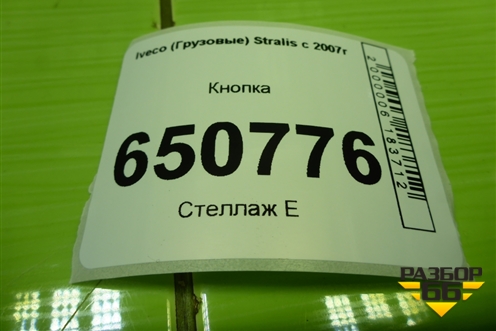 Iveco (Грузовые) Stralis с 2007г
Кнопка
650776
Стеллаж Е
2000006183712
РАЗБОР
66